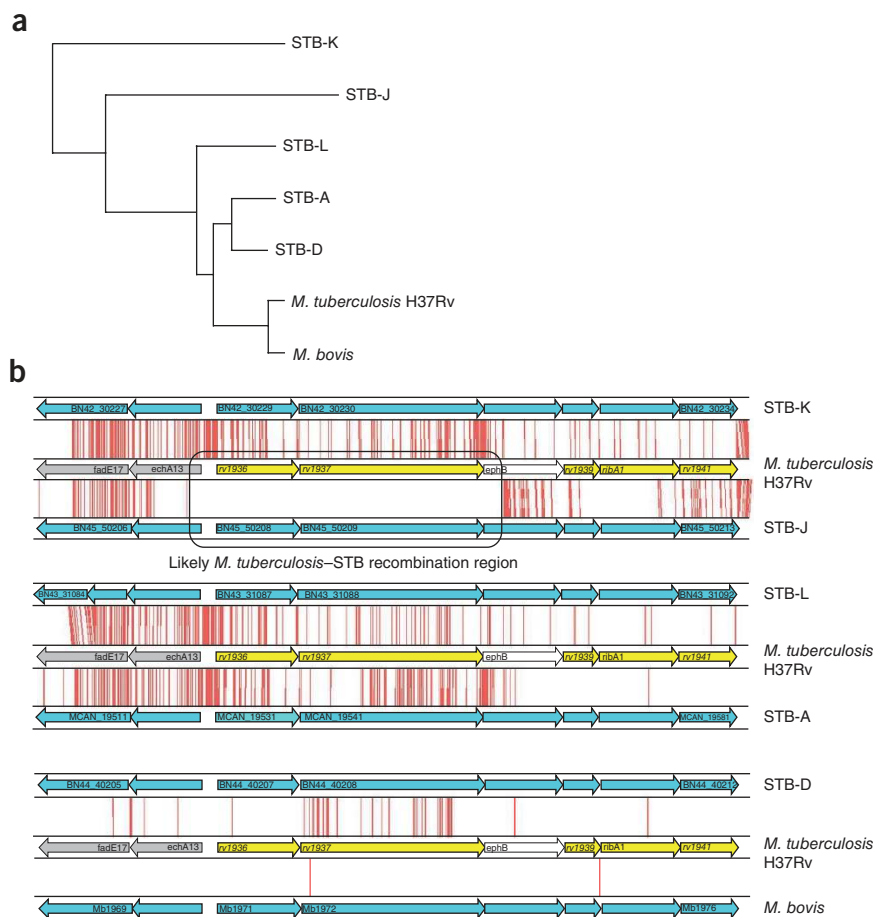 a
STB-K
STB-J
STB-L
STB-A
STB-D
M. tuberculosis H37Rv
M. bovis
b
BN42_30227 BN42_30229 BN42_30230 BN42_30234 STB-K
fadE17 echA13 rv1936 rv1937 ephB rv1939 ribA1 rv1941 M. tuberculosis
H37Rv
BN45_50206 BN45_50208 BN45_50209 BN45_50213 STB-J
Likely M. tuberculosis–STB recombination region
BN43_31084 BN43_31087 BN43_31088 BN43_31092 STB-L
fadE17 echA13 rv1936 rv1937 ephB rv1939 ribA1 rv1941 M. tuberculosis
H37Rv
MCAN_19511 MCAN_19531 MCAN_19541 MCAN_19581 STB-A
BN44_40205 BN44_40207 BN44_40208 BN44_40212 STB-D
fadE17 echA13 rv1936 rv1937 ephB rv1939 ribA1 rv1941 M. tuberculosis
H37Rv
Mb1969 Mb1971 Mb1972 Mb1976 M. bovis